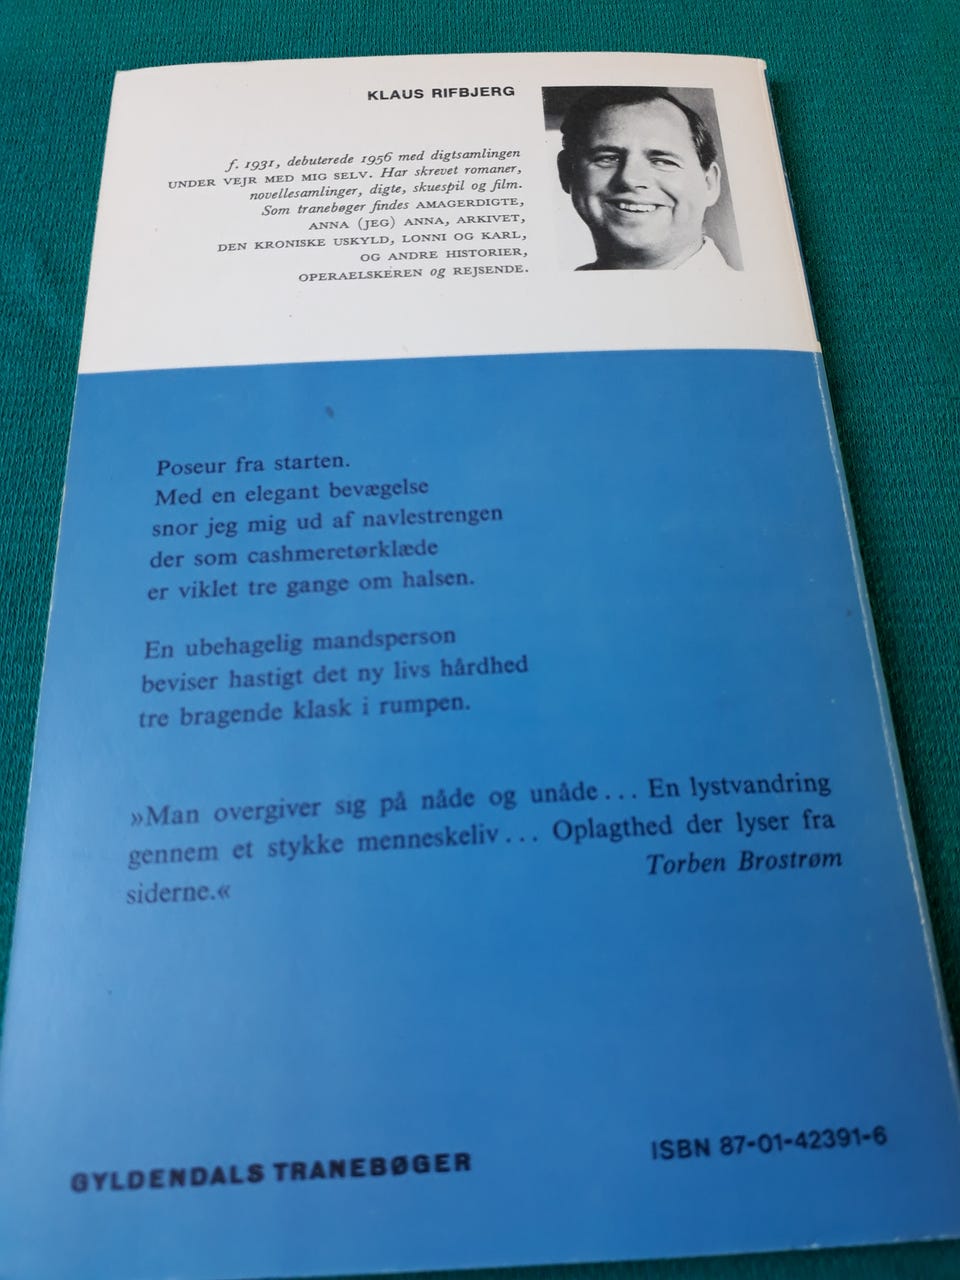 KLAUS RIFBJERG
f. 1931, debuterede 1956 med digtsamlingen
UNDER VEJR MED MIG SELV. Har skrevet romaner,
novellesamlinger, digte, skuespil og film.
Som tranebøger findes AMAGERDIGTE,
ANNA (JEG) ANNA, ARKIVET,
DEN KRONISKE USKYLD, LONNI OG KARL,
OG ANDRE HISTORIER,
OPERAELSKEREN og REJSENDE.
Poseur fra starten.
Med en elegant bevægelse
snor jeg mig ud af navlestrengen
der som cashmeretørklæde
er viklet tre gange om halsen.
En ubehagelig mandsperson
beviser hastigt det ny livs hårdhed
tre bragende klask i rumpen.
»Man overgiver sig på nåde og unåde... En lystvandring
gennem et stykke menneskeliv... Oplagthed der lyser fra
siderne.«
Torben Brostrøm
GYLDENDALS TRANEBØGER
ISBN 87-01-42391-6